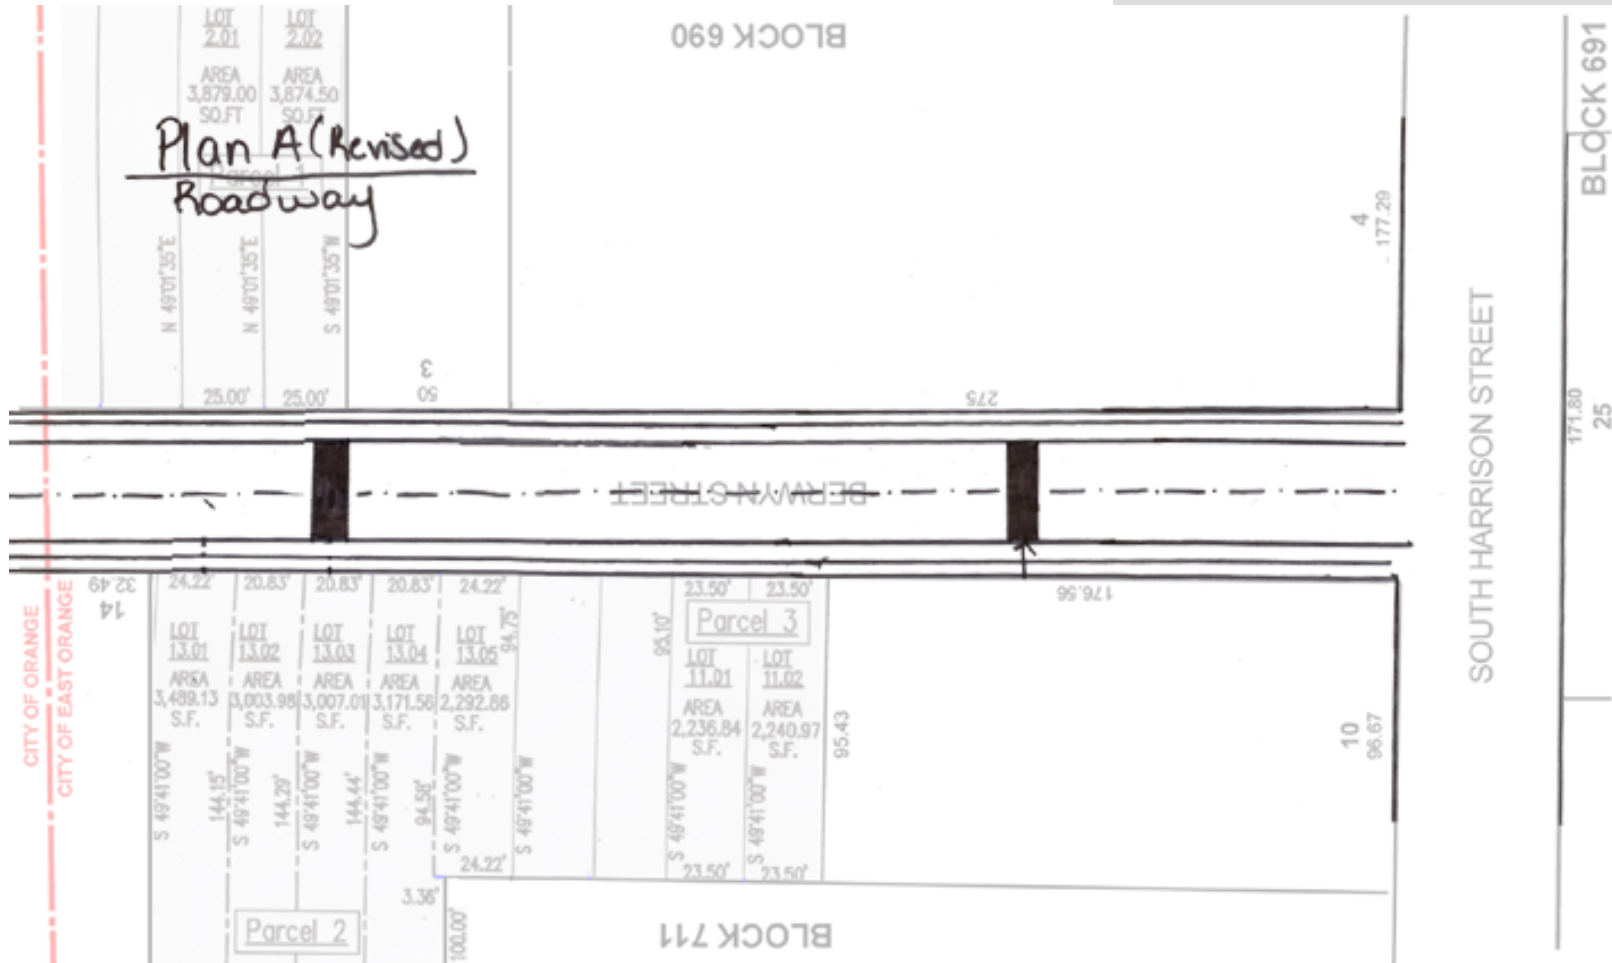 LOT
2.01
AREA
3,879.00
SQ.FT
LOT
2.02
AREA
3,874.50
SQ.FT
BLOCK 690
BLOCK 691
Plan A (Revised)
Parcel 1
Roadway
N 49°01'35"E
N 49°01'35"E
S 49°01'35"W
4
177.29
3
50
25.00'
25.00'
275
SOUTH HARRISON STREET
171.80
25
BERWYN STREET
CITY OF ORANGE
CITY OF EAST ORANGE
32.49
14
24.22'
20.83'
20.83'
20.83'
24.22'
23.50'
23.50'
176.56
Parcel 3
LOT
13.01
AREA
3,489.13
S.F.
LOT
13.02
AREA
3,003.98
S.F.
LOT
13.03
AREA
3,007.01
S.F.
LOT
13.04
AREA
3,171.56
S.F.
LOT
13.05
AREA
2,292.86
S.F.
94.75'
95.10'
LOT
11.01
AREA
2,236.84
S.F.
LOT
11.02
AREA
2,240.97
S.F.
95.43
10
96.67
S 49°41'00"W
144.15'
S 49°41'00"W
144.29'
S 49°41'00"W
144.44'
S 49°41'00"W
94.58'
S 49°41'00"W
S 49°41'00"W
S 49°41'00"W
S 49°41'00"W
24.22'
23.50'
23.50'
3.36'
100.00'
Parcel 2
BLOCK 711